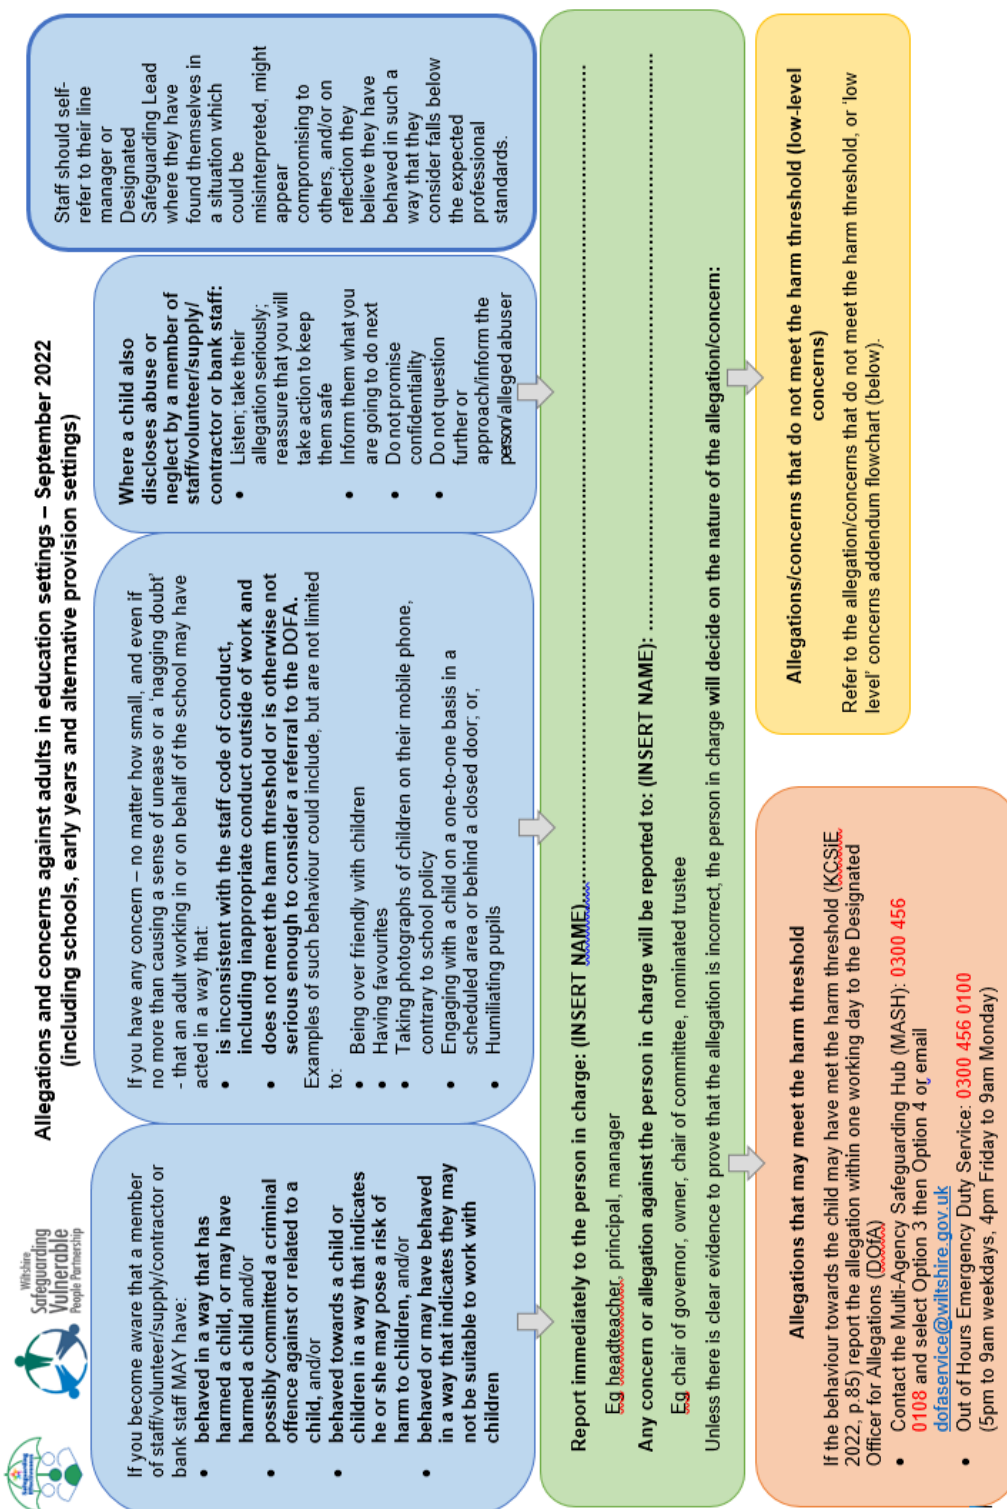 Wiltshire
Safeguarding
Vulnerable
People Partnership
Allegations and concerns against adults in education settings – September 2022
(including schools, early years and alternative provision settings)
If you become aware that a member
of staff/volunteer/supply/contractor or
bank staff MAY have:
• behaved in a way that has
harmed a child, or may have
harmed a child and/or
• possibly committed a criminal
offence against or related to a
child, and/or
• behaved towards a child or
children in a way that indicates
he or she may pose a risk of
harm to children, and/or
• behaved or may have behaved
in a way that indicates they may
not be suitable to work with
children
If you have any concern – no matter how small, and even if
no more than causing a sense of unease or a ‘nagging doubt’
- that an adult working in or on behalf of the school may have
acted in a way that:
• is inconsistent with the staff code of conduct,
including inappropriate conduct outside of work and
• does not meet the harm threshold or is otherwise not
serious enough to consider a referral to the DOFA.
Examples of such behaviour could include, but are not limited
to:
• Being over friendly with children
• Having favourites
• Taking photographs of children on their mobile phone,
contrary to school policy
• Engaging with a child on a one-to-one basis in a
scheduled area or behind a closed door; or,
• Humiliating pupils
Where a child also
discloses abuse or
neglect by a member of
staff/volunteer/supply/
contractor or bank staff:
• Listen; take their
allegation seriously;
reassure that you will
take action to keep
them safe
• Inform them what you
are going to do next
• Do not promise
confidentiality
• Do not question
further or
approach/inform the
person/alleged abuser
Staff should self-
refer to their line
manager or
Designated
Safeguarding Lead
where they have
found themselves in
a situation which
could be
misinterpreted, might
appear
compromising to
others, and/or on
reflection they
believe they have
behaved in such a
way that they
consider falls below
the expected
professional
standards.
Report immediately to the person in charge: (INSERT NAME)..........................................................................................
Eg headteacher, principal, manager
Any concern or allegation against the person in charge will be reported to: (INSERT NAME): ..........................................................................................
Eg chair of governor, owner, chair of committee, nominated trustee
Unless there is clear evidence to prove that the allegation is incorrect, the person in charge will decide on the nature of the allegation/concern:
Allegations that may meet the harm threshold
If the behaviour towards the child may have met the harm threshold (KCSiE
2022, p.85) report the allegation within one working day to the Designated
Officer for Allegations (DOfA)
• Contact the Multi-Agency Safeguarding Hub (MASH): 0300 456
0108 and select Option 3 then Option 4 or email
dofaservice@wiltshire.gov.uk
• Out of Hours Emergency Duty Service: 0300 456 0100
(5pm to 9am weekdays, 4pm Friday to 9am Monday)
Allegations/concerns that do not meet the harm threshold (low-level
concerns)
Refer to the allegation/concerns that do not meet the harm threshold, or ‘low
level’ concerns addendum flowchart (below).